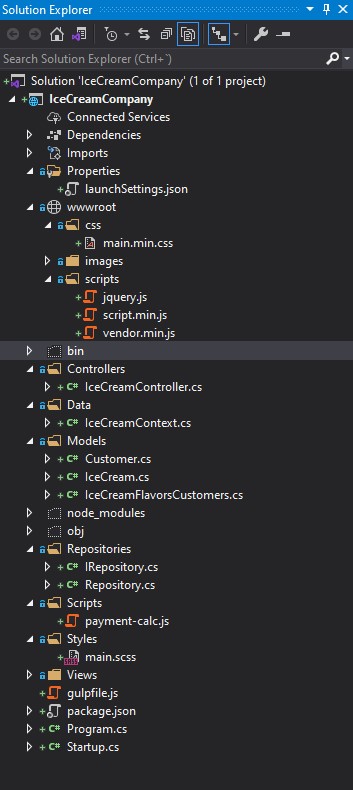 Solution Explorer
Search Solution Explorer (Ctrl+¨)
Solution 'IceCreamCompany' (1 of 1 project)
IceCreamCompany
Connected Services
Dependencies
Imports
Properties
launchSettings.json
wwwroot
css
main.min.css
images
scripts
jquery.js
script.min.js
vendor.min.js
bin
Controllers
IceCreamController.cs
Data
IceCreamContext.cs
Models
Customer.cs
IceCream.cs
IceCreamFlavorsCustomers.cs
node_modules
obj
Repositories
IRepository.cs
Repository.cs
Scripts
payment-calc.js
Styles
main.scss
Views
gulpfile.js
package.json
Program.cs
Startup.cs